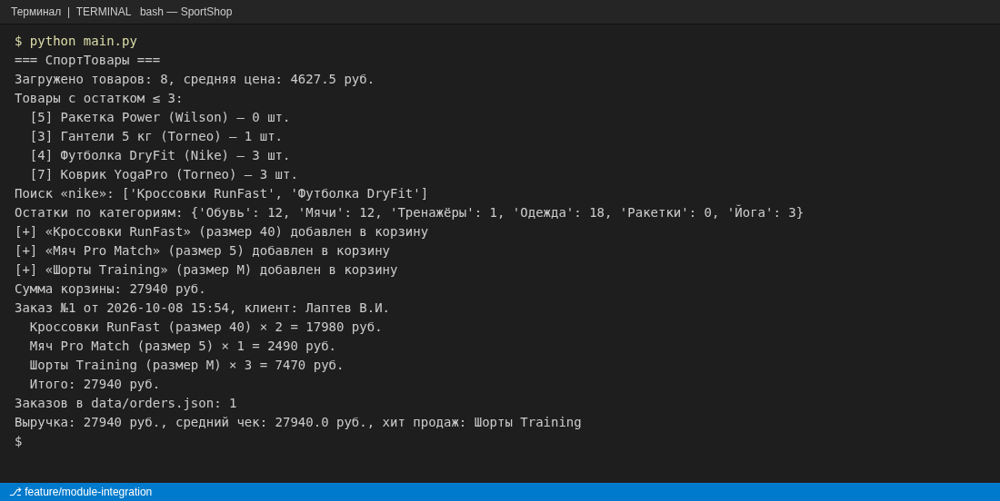 Терминал | TERMINAL bash — SportShop
$ python main.py
=== СпортТовары ===
Загружено товаров: 8, средняя цена: 4627.5 руб.
Товары с остатком ≤ 3:
[5] Ракетка Power (Wilson) — 0 шт.
[3] Гантели 5 кг (Torneo) — 1 шт.
[4] Футболка DryFit (Nike) — 3 шт.
[7] Коврик YogaPro (Torneo) — 3 шт.
Поиск «nike»: ['Кроссовки RunFast', 'Футболка DryFit']
Остатки по категориям: {'Обувь': 12, 'Мячи': 12, 'Тренажёры': 1, 'Одежда': 18, 'Ракетки': 0, 'Йога': 3}
[+] «Кроссовки RunFast» (размер 40) добавлен в корзину
[+] «Мяч Pro Match» (размер 5) добавлен в корзину
[+] «Шорты Training» (размер M) добавлен в корзину
Сумма корзины: 27940 руб.
Заказ №1 от 2026-10-08 15:54, клиент: Лаптев В.И.
Кроссовки RunFast (размер 40) × 2 = 17980 руб.
Мяч Pro Match (размер 5) × 1 = 2490 руб.
Шорты Training (размер M) × 3 = 7470 руб.
Итого: 27940 руб.
Заказов в data/orders.json: 1
Выручка: 27940 руб., средний чек: 27940.0 руб., хит продаж: Шорты Training
$
⎇ feature/module-integration